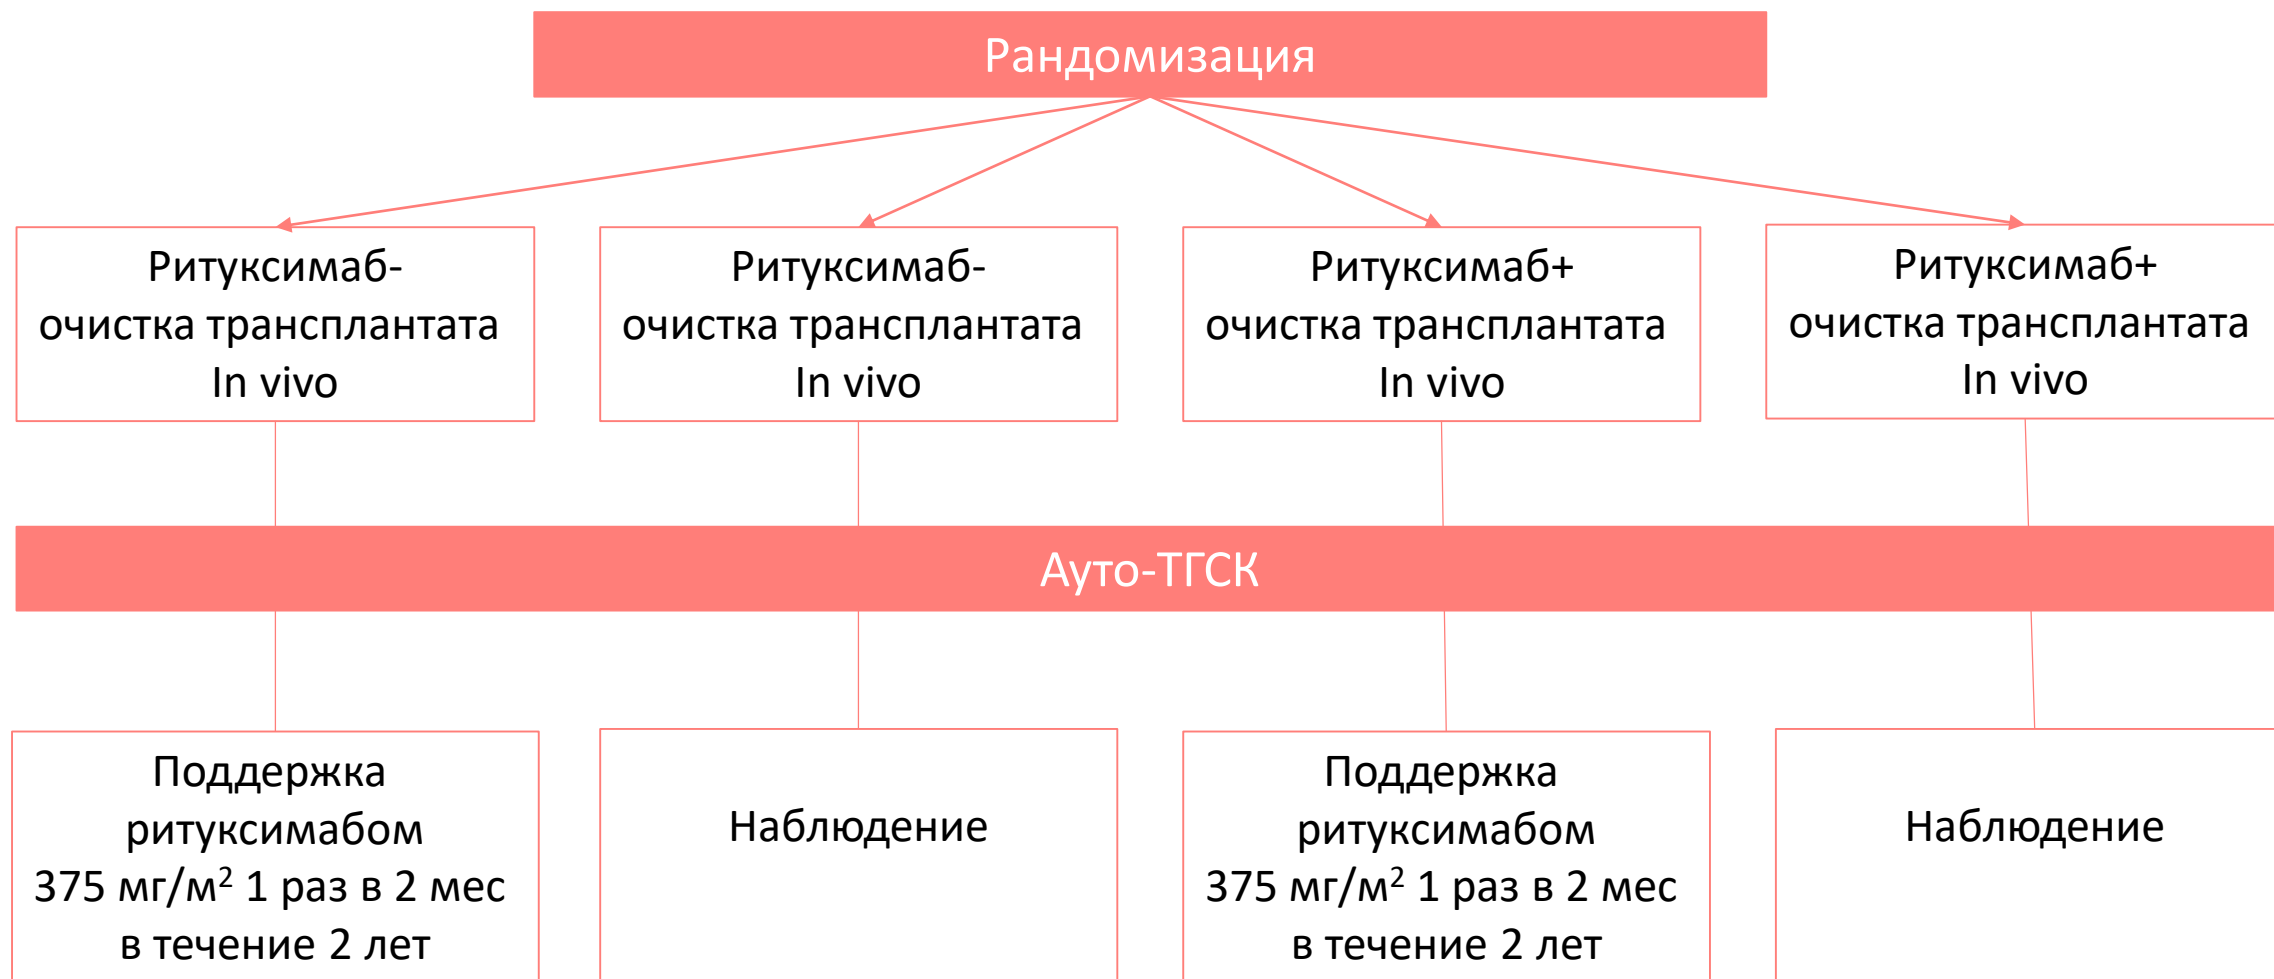 Рандомизация
Ритуксимаб-
очистка трансплантата
In vivo
Ритуксимаб-
очистка трансплантата
In vivo
Ритуксимаб+
очистка трансплантата
In vivo
Ритуксимаб+
очистка трансплантата
In vivo
Ауто-ТГСК
Поддержка
ритуксимабом
375 мг/м² 1 раз в 2 мес
в течение 2 лет
Наблюдение
Поддержка
ритуксимабом
375 мг/м² 1 раз в 2 мес
в течение 2 лет
Наблюдение